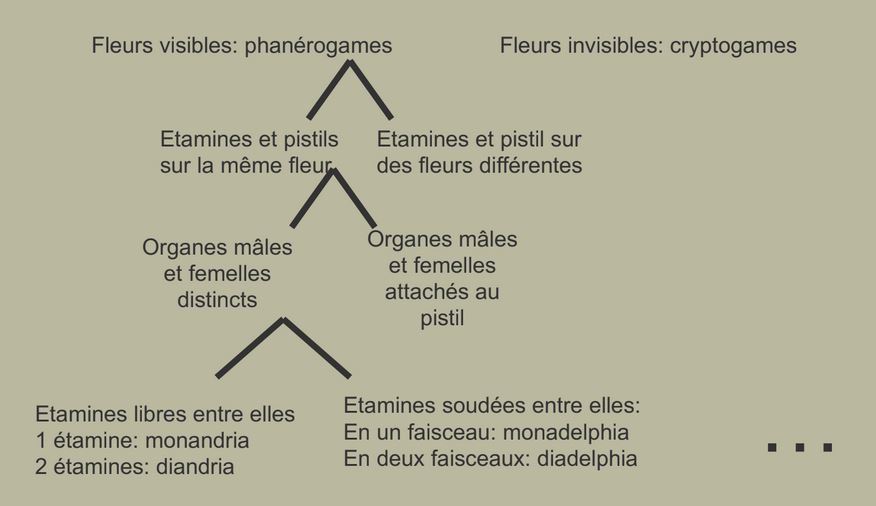 Fleurs visibles: phanérogames
Fleurs invisibles: cryptogames
Etamines et pistils
sur la même fleur
Etamines et pistil sur
des fleurs différentes
Organes mâles
et femelles
distincts
Organes mâles
et femelles
attachés au
pistil
Etamines libres entre elles
1 étamine: monandria
2 étamines: diandria
Etamines soudées entre elles:
En un faisceau: monadelphia
En deux faisceaux: diadelphia
...